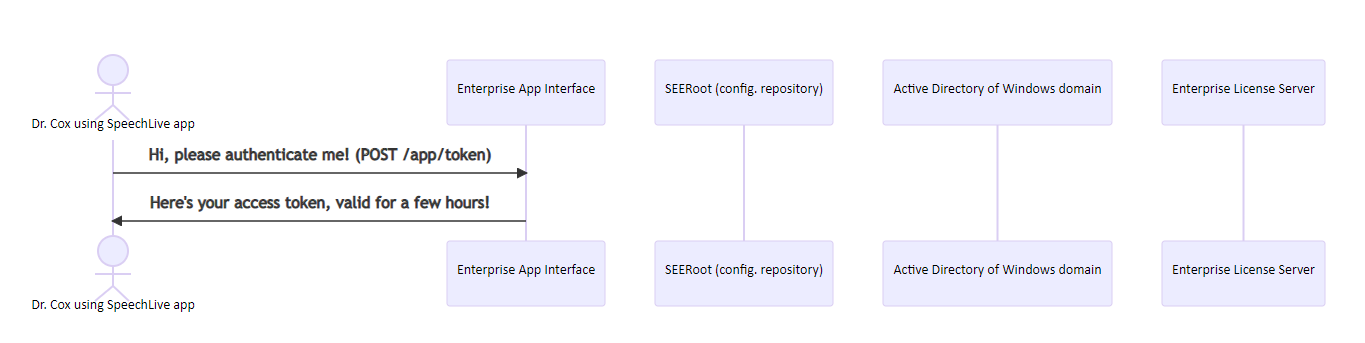 Dr. Cox using SpeechLive app
Enterprise App Interface
SEERoot (config. repository)
Active Directory of Windows domain
Enterprise License Server
Hi, please authenticate me! (POST /app/token)
Here's your access token, valid for a few hours!
Dr. Cox using SpeechLive app
Enterprise App Interface
SEERoot (config. repository)
Active Directory of Windows domain
Enterprise License Server